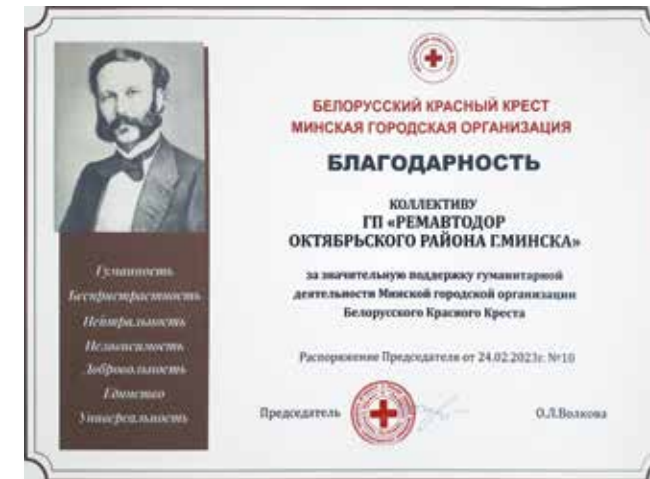 БЕЛОРУССКИЙ КРАСНЫЙ КРЕСТ
МИНСКАЯ ГОРОДСКАЯ ОРГАНИЗАЦИЯ
БЛАГОДАРНОСТЬ
КОЛЛЕКТИВУ
ГП «РЕМАВТОДОР
ОКТЯБРЬСКОГО РАЙОНА Г.МИНСКА»
за значительную поддержку гуманитарной
деятельности Минской городской организации
Белорусского Красного Креста
Распоряжение Председателя от 24.02.2023г. №10
Председатель
О.Л.Волкова
Гуманность
Беспристрастность
Нейтральность
Независимость
Добровольность
Единство
Универсальность